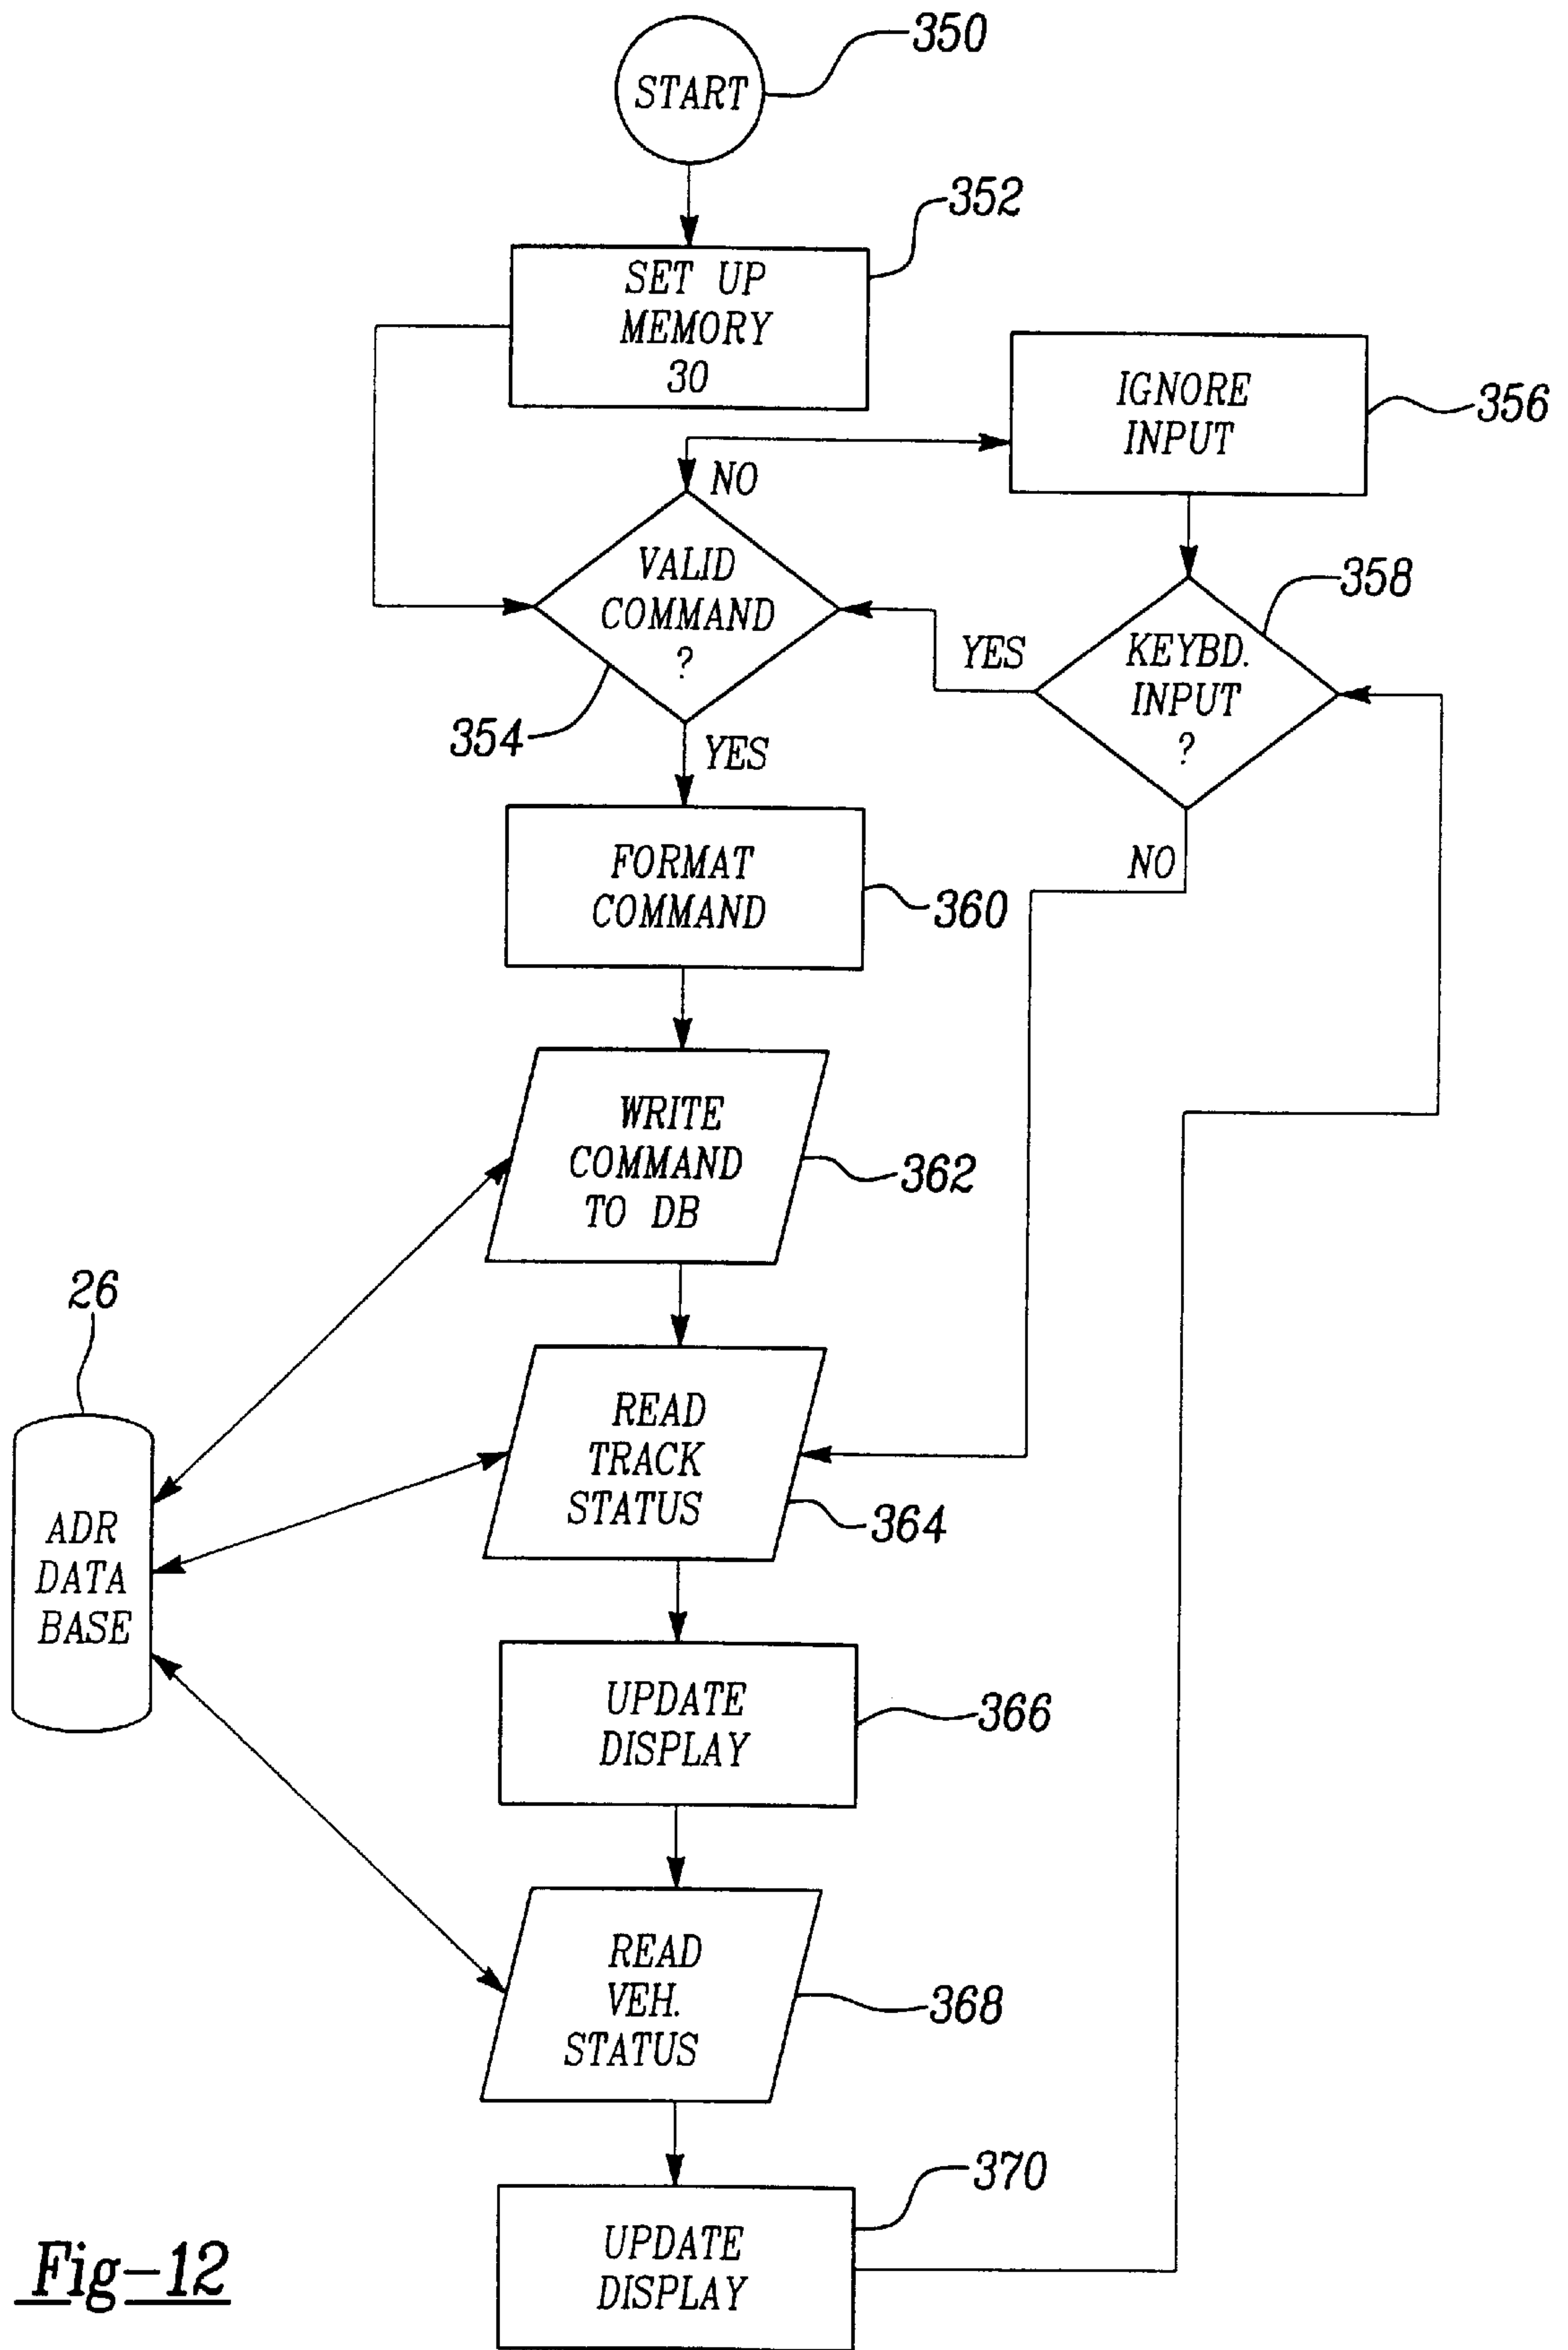 350
START
352
SET UP
MEMORY
30
IGNORE
INPUT
356
NO
VALID
COMMAND
?
354
YES
358
KEYBD.
INPUT
?
YES
NO
FORMAT
COMMAND
360
WRITE
COMMAND
TO DB
362
26
ADR
DATA
BASE
READ
TRACK
STATUS
364
UPDATE
DISPLAY
366
READ
VEH.
STATUS
368
370
UPDATE
DISPLAY
Fig-12